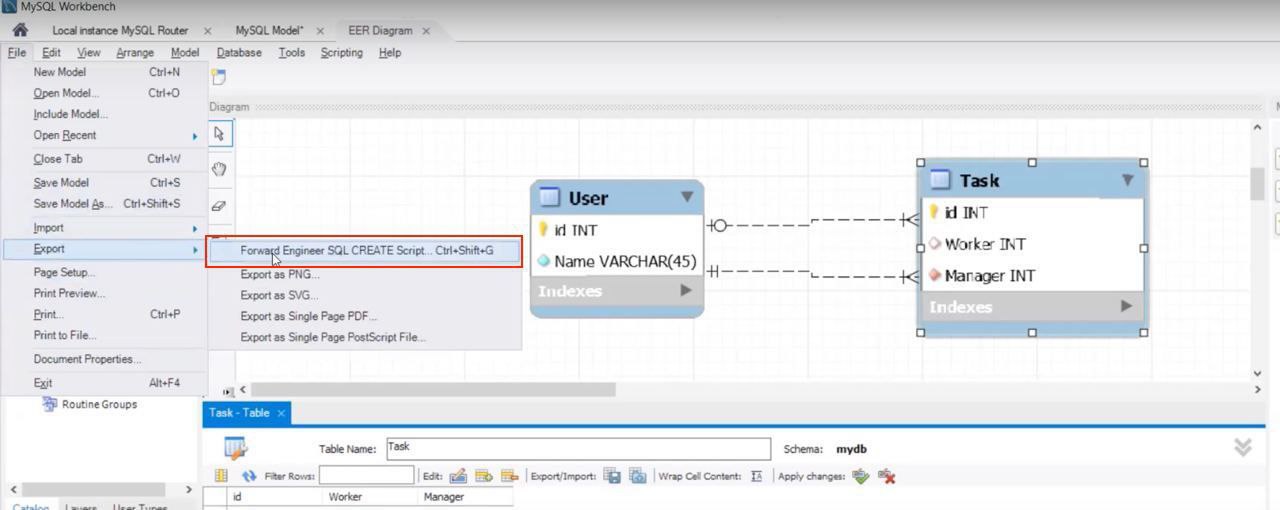 MySQL Workbench
Local instance MySQL Router × MySQL Model* × EER Diagram ×
File Edit View Arrange Model Database Tools Scripting Help
New Model Ctrl+N
Open Model... Ctrl+O
Include Model...
Open Recent
Close Tab Ctrl+W
Save Model Ctrl+S
Save Model As... Ctrl+Shift+S
Import
Export
Page Setup...
Print Preview...
Print... Ctrl+P
Print to File...
Document Properties...
Exit Alt+F4
Forward Engineer SQL CREATE Script... Ctrl+Shift+G
Export as PNG...
Export as SVG...
Export as Single Page PDF...
Export as Single Page PostScript File...
Diagram
User
id INT
Name VARCHAR(45)
Indexes
Task
id INT
Worker INT
Manager INT
Indexes
Routine Groups
Catalog Layers User Types
Task - Table ×
Table Name: Task Schema: mydb
Filter Rows: Edit: Export/Import: Wrap Cell Content: Apply changes:
id Worker Manager